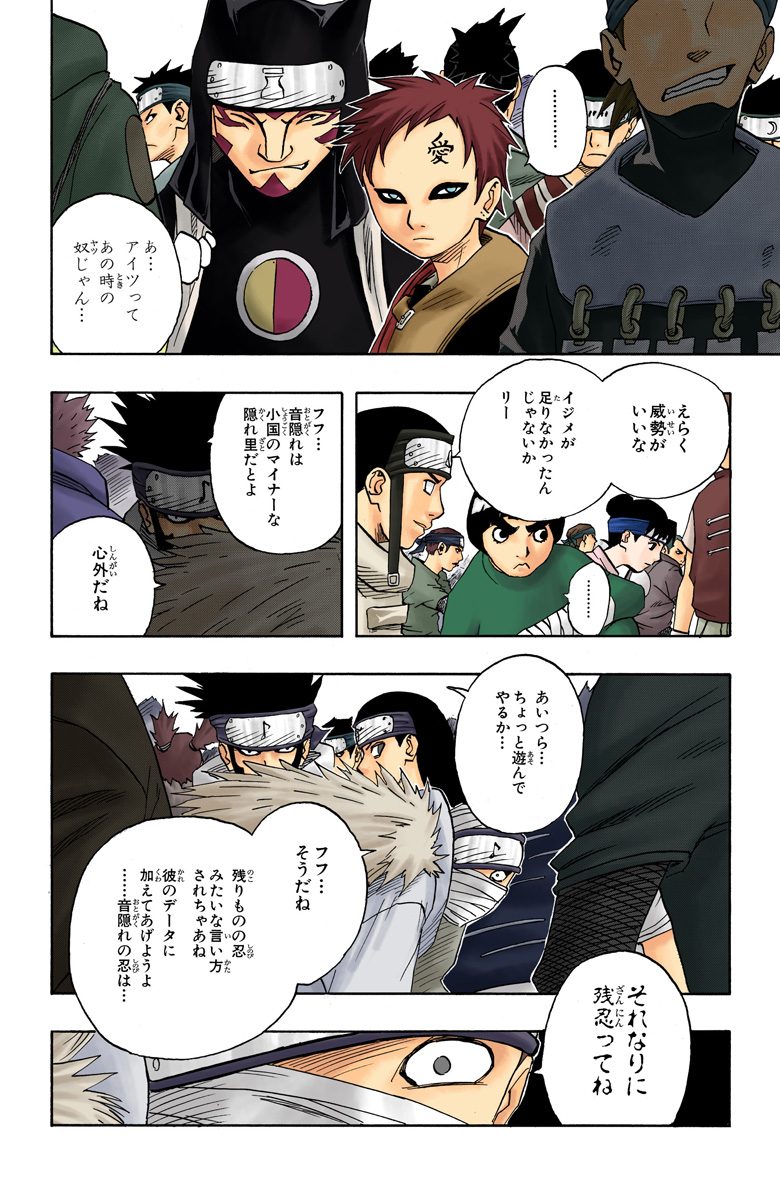 ………
愛
あ…
アイツって
あの時の
奴じゃん…
えらく
威勢が
いいな
イジメが
足りなかったん
じゃないか
リー
………
フフ…
音隠れは
小国のマイナーな
隠れ里だとよ
心外だね
あいつら…
ちょっと遊んで
やるか…
フフ…
そうだね
残りものの忍
みたいな言い方
されちゃあね
彼のデータに
加えてあげようよ
……音隠れの忍は…
それなりに
残忍ってね